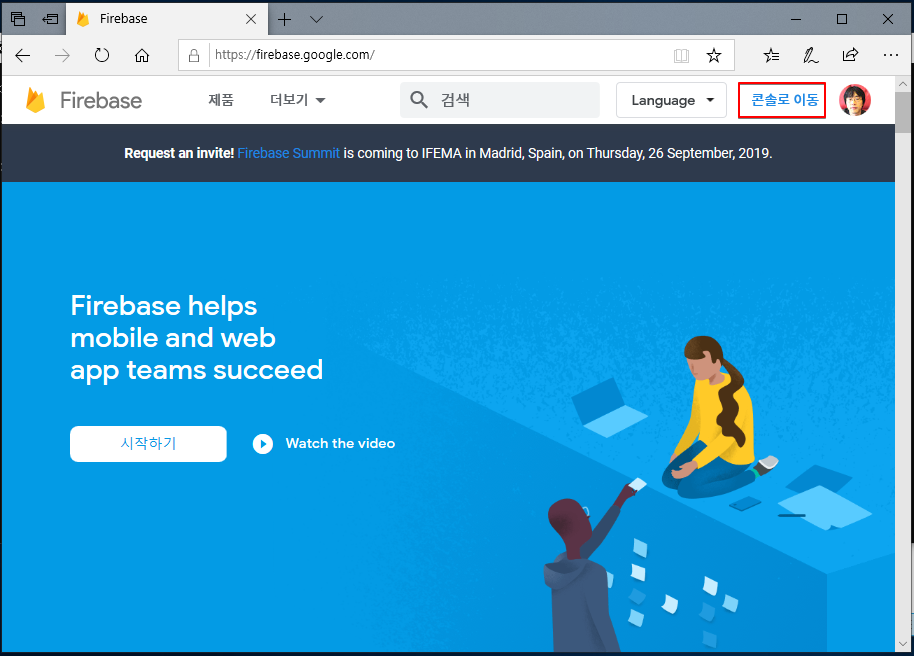 Firebase
https://firebase.google.com/
Firebase 제품 더보기 검색 Language 콘솔로 이동
Request an invite! Firebase Summit is coming to IFEMA in Madrid, Spain, on Thursday, 26 September, 2019.
Firebase helps
mobile and web
app teams succeed
시작하기 Watch the video